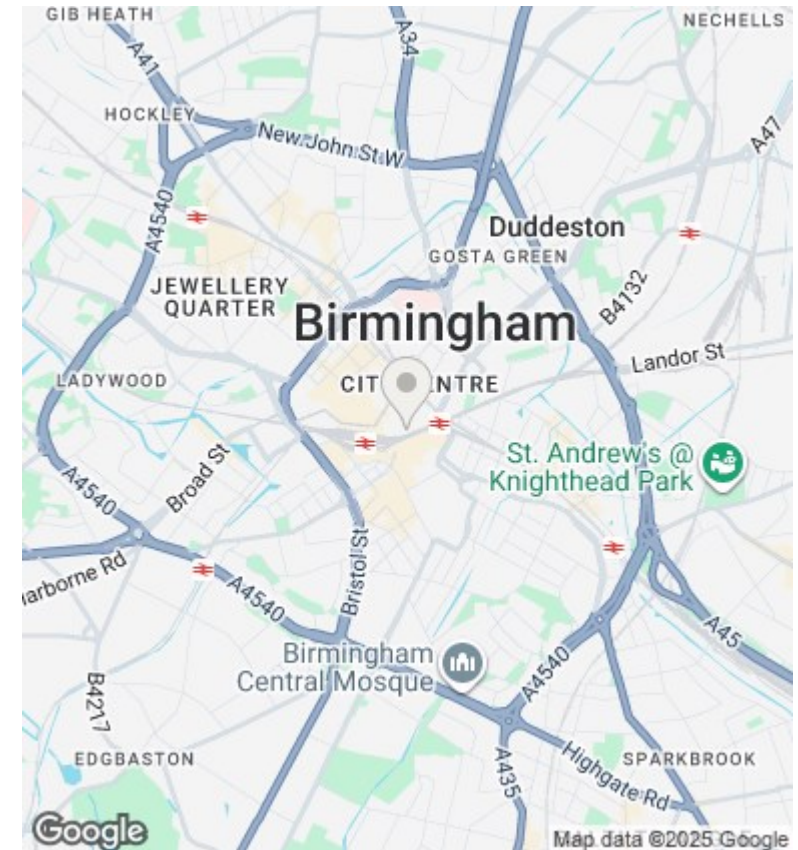 GIB HEATH
NECHELLS
A34
A41
A47
HOCKLEY
New John St W
A4540
Duddeston
GOSTA GREEN
JEWELLERY
QUARTER
B4132
Birmingham
Landor St
LADYWOOD
CIT ENTRE
St. Andrew's @
Knighthead Park
Broad St
A4540
Bristol St
arborne Rd
A4540
A45
Birmingham
Central Mosque
A4540
B4217
EDGBASTON
A435
Highgate Rd
SPARKBROOK
Google
Map data ©2025 Google